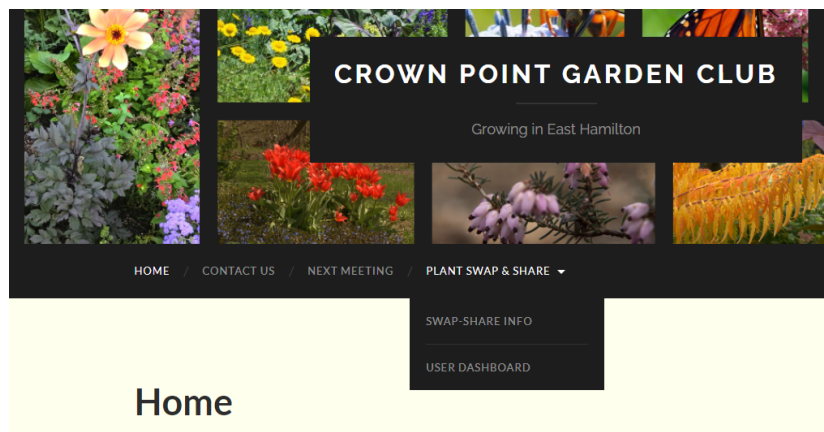 CROWN POINT GARDEN CLUB
Growing in East Hamilton
HOME / CONTACT US / NEXT MEETING / PLANT SWAP & SHARE
SWAP-SHARE INFO
USER DASHBOARD
Home